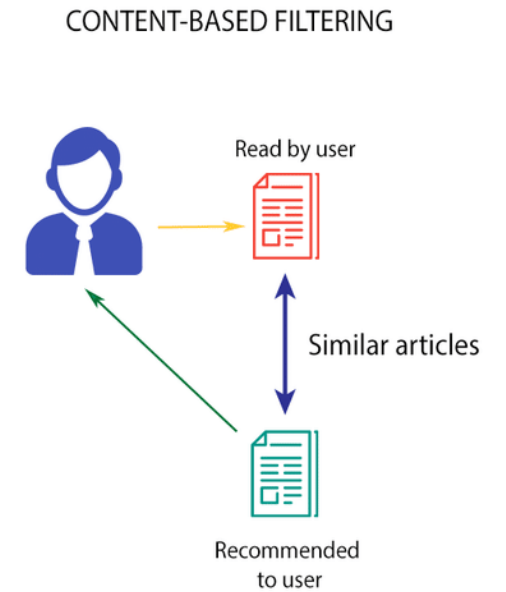 CONTENT-BASED FILTERING
Read by user
Similar articles
Recommended
to user